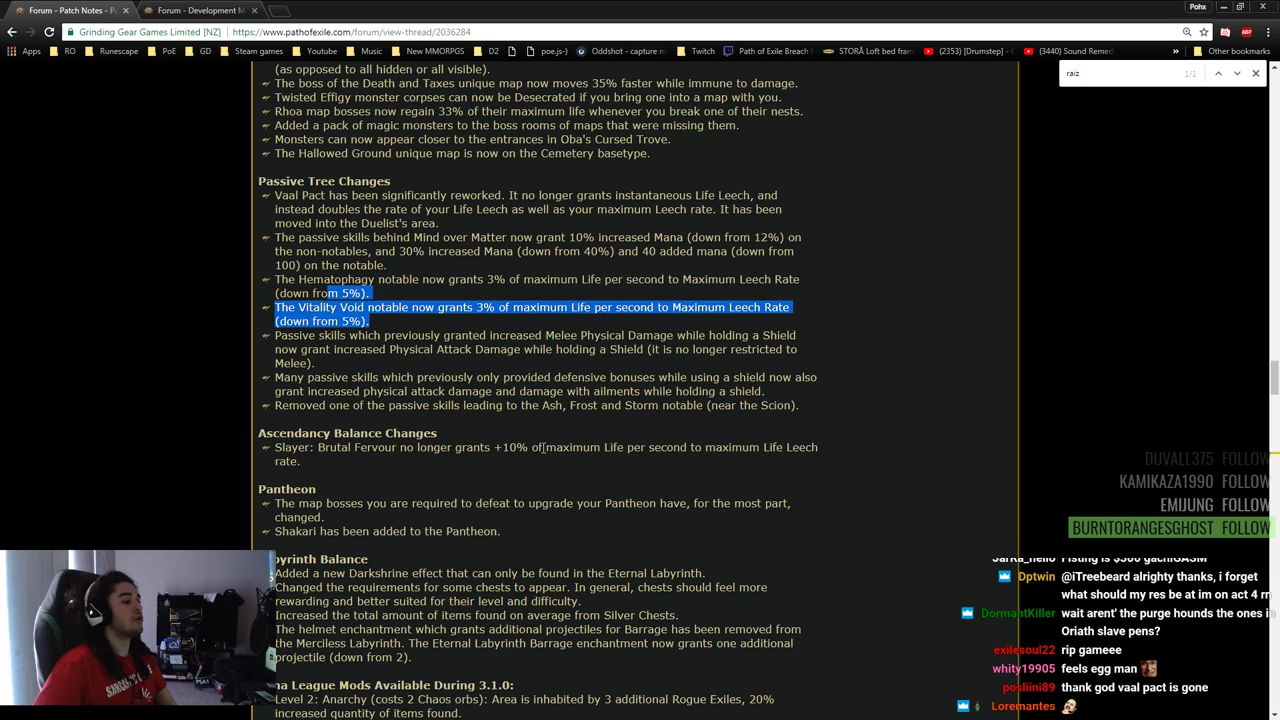 Forum - Patch Notes - P
Forum - Development M
Pohx
Grinding Gear Games Limited [NZ]
https://www.pathofexile.com/forum/view-thread/2036284
Apps RO Runescape PoE GD Steam games Youtube Music New MMORPGS D2 poe.js-) Oddshot - capture Twitch Path of Exile Breach STORÅ Loft bed fram (2353) [Drumstep] - (3440) Sound Remed Other bookmarks
raiz 1/1
(as opposed to all hidden or all visible).
The boss of the Death and Taxes unique map now moves 35% faster while immune to damage.
Twisted Effigy monster corpses can now be Desecrated if you bring one into a map with you.
Rhoa map bosses now regain 33% of their maximum life whenever you break one of their nests.
Added a pack of magic monsters to the boss rooms of maps that were missing them.
Monsters can now appear closer to the entrances in Oba's Cursed Trove.
The Hallowed Ground unique map is now on the Cemetery basetype.
Passive Tree Changes
Vaal Pact has been significantly reworked. It no longer grants instantaneous Life Leech, and
instead doubles the rate of your Life Leech as well as your maximum Leech rate. It has been
moved into the Duelist's area.
The passive skills behind Mind over Matter now grant 10% increased Mana (down from 12%) on
the non-notables, and 30% increased Mana (down from 40%) and 40 added mana (down from
100) on the notable.
The Hematophagy notable now grants 3% of maximum Life per second to Maximum Leech Rate
(down from 5%).
The Vitality Void notable now grants 3% of maximum Life per second to Maximum Leech Rate
(down from 5%).
Passive skills which previously granted increased Melee Physical Damage while holding a Shield
now grant increased Physical Attack Damage while holding a Shield (it is no longer restricted to
Melee).
Many passive skills which previously only provided defensive bonuses while using a shield now also
grant increased physical attack damage and damage with ailments while holding a shield.
Removed one of the passive skills leading to the Ash, Frost and Storm notable (near the Scion).
Ascendancy Balance Changes
Slayer: Brutal Fervour no longer grants +10% of maximum Life per second to maximum Life Leech
rate.
Pantheon
The map bosses you are required to defeat to upgrade your Pantheon have, for the most part,
changed.
Shakari has been added to the Pantheon.
byrinth Balance
Added a new Darkshrine effect that can only be found in the Eternal Labyrinth.
Changed the requirements for some chests to appear. In general, chests should feel more
rewarding and better suited for their level and difficulty.
Increased the total amount of items found on average from Silver Chests.
The helmet enchantment which grants additional projectiles for Barrage has been removed from
the Merciless Labyrinth. The Eternal Labyrinth Barrage enchantment now grants one additional
projectile (down from 2).
na League Mods Available During 3.1.0:
Level 2: Anarchy (costs 2 Chaos orbs): Area is inhabited by 3 additional Rogue Exiles, 20%
increased quantity of items found.
DUVALL375 FOLLOW
KAMIKAZA1990 FOLLOW
EMIJUNG FOLLOW
BURNTORANGESGHOST FOLLOW
Dptwin @iTreebeard alrighty thanks, i forget
what should my res be at im on act 4 m
DormantKiller wait arent' the purge hounds the ones i
Oriath slave pens?
exilesoul22 rip gameee
whity19905 feels egg man
posliini89 thank god vaal pact is gone
Loremantes